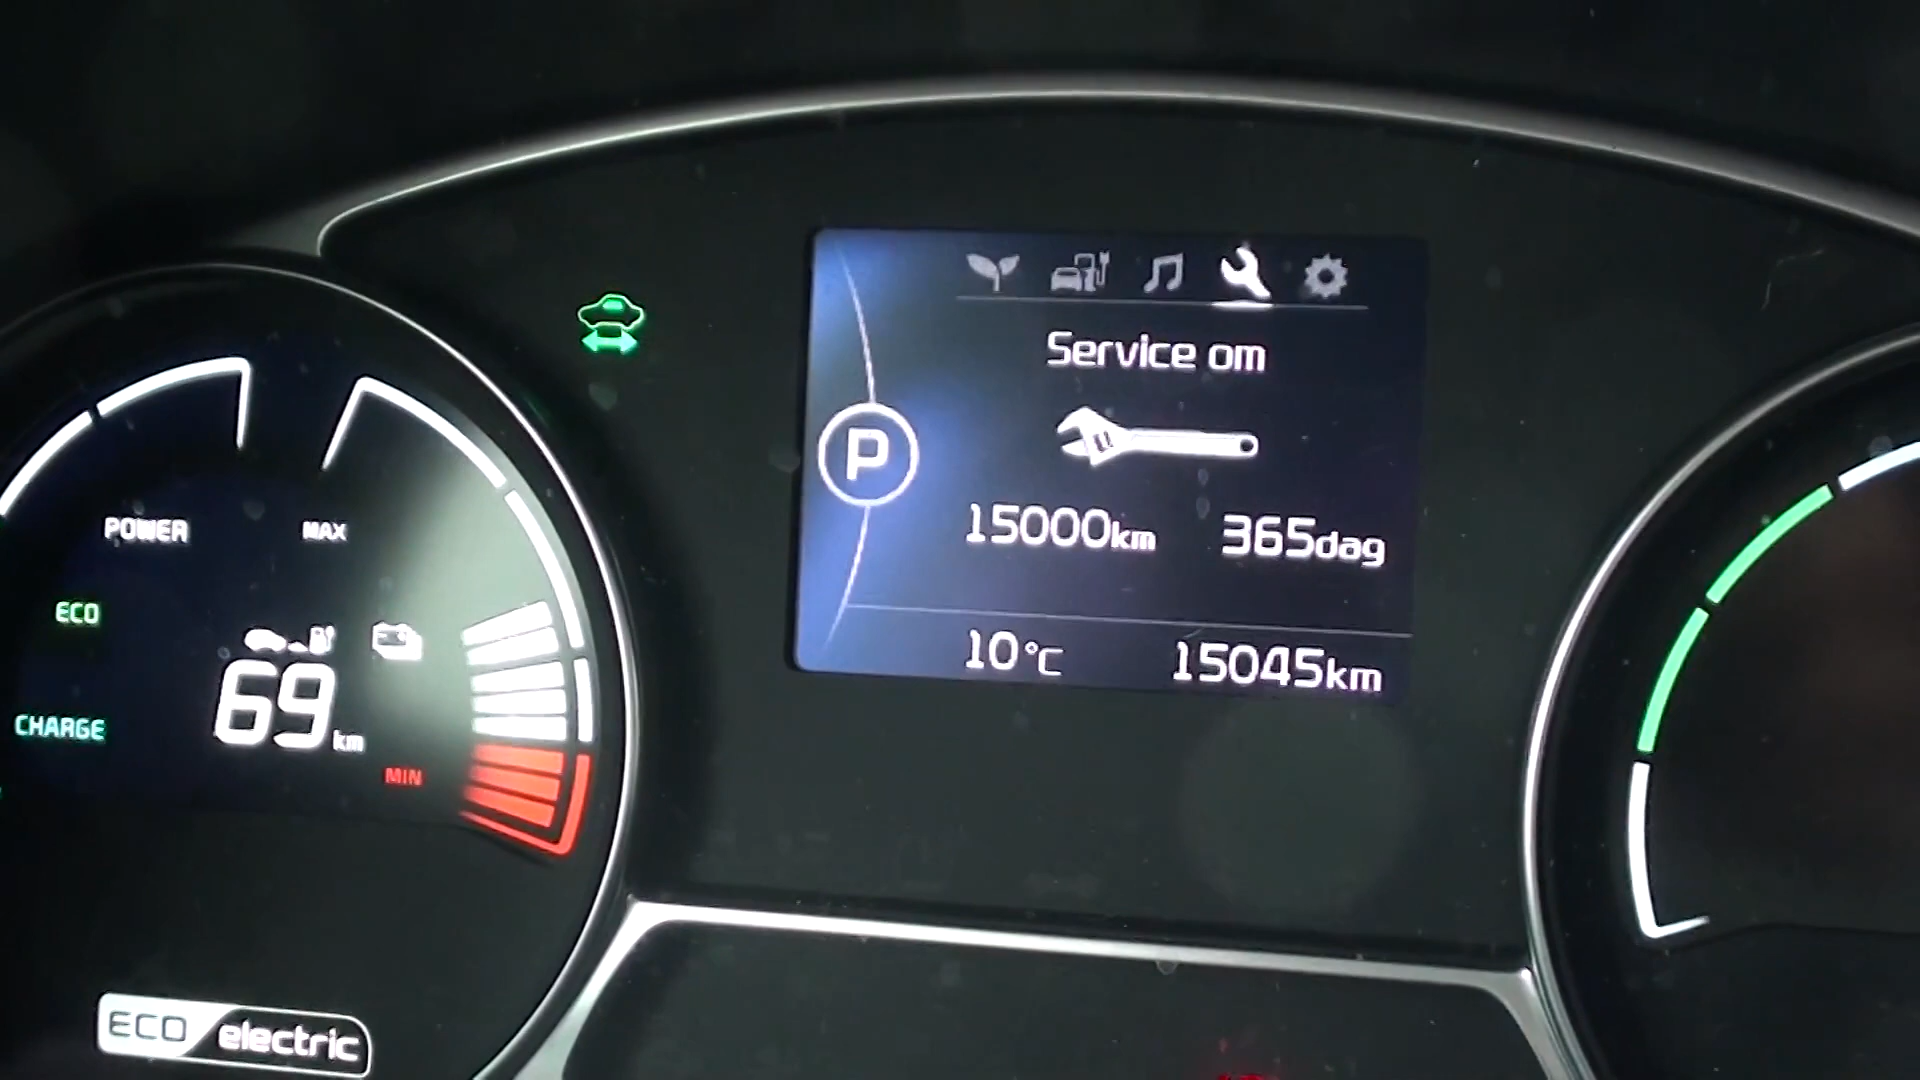 Service om
P
15000km 365dag
10°C 15045km
POWER MAX
ECO
69 km
CHARGE
MIN
ECO electric